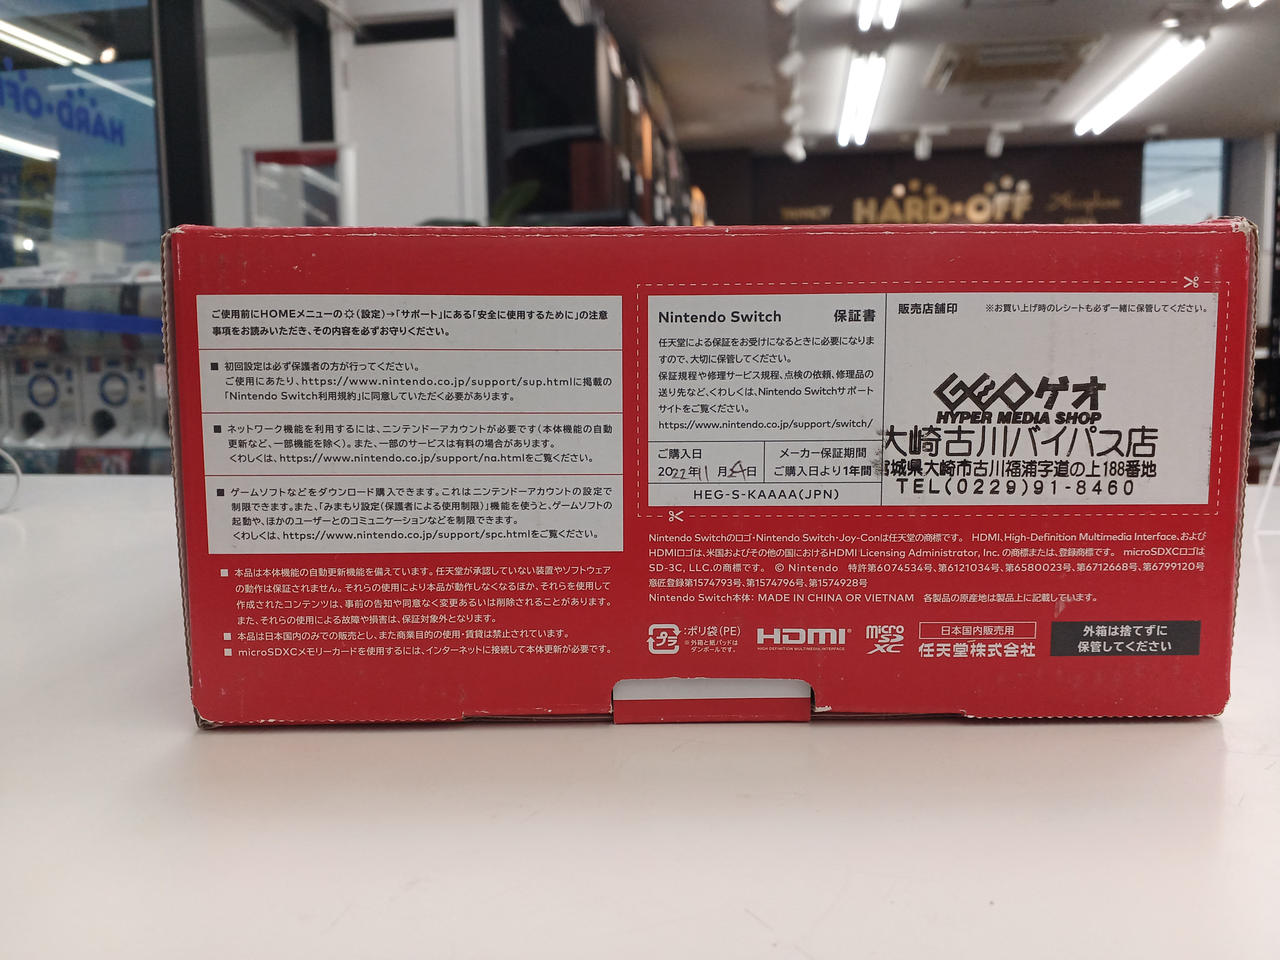 HARD•OFF
HARD•OFF
ご使用前にHOMEメニューの(設定)→「サポート」にある「安全に使用するために」の注意
事項をお読みいただき、その内容を必ずお守りください。
■ 初回設定は必ず保護者の方が行ってください。
ご使用にあたり、https://www.nintendo.co.jp/support/sup.htmlに掲載の
「Nintendo Switch利用規約」に同意していただく必要があります。
■ ネットワーク機能を利用するには、ニンテンドーアカウントが必要です(本体機能の自動
更新など、一部機能を除く)。また、一部のサービスは有料の場合があります。
くわしくは、https://www.nintendo.co.jp/support/na.htmlをご覧ください。
■ ゲームソフトなどをダウンロード購入できます。これはニンテンドーアカウントの設定で
制限できます。また、「みまもり設定(保護者による使用制限)」機能を使うと、ゲームソフトの
起動や、ほかのユーザーとのコミュニケーションなどを制限できます。
くわしくは、https://www.nintendo.co.jp/support/spc.htmlをご覧ください。
■ 本品は本体機能の自動更新機能を備えています。任天堂が承認していない装置やソフトウェア
の動作は保証されません。それらの使用により本品が動作しなくなるほか、それらを使用して
作成されたコンテンツは、事前の告知や同意なく変更あるいは削除されることがあります。
また、それらの使用による故障や損害は、保証対象外となります。
■ 本品は日本国内のみでの販売とし、また商業目的の使用・賃貸は禁止されています。
■ microSDXCメモリーカードを使用するには、インターネットに接続して本体更新が必要です。
Nintendo Switch 保証書
任天堂による保証をお受けになるときに必要になりま
すので、大切に保管してください。
保証規程や修理サービス規程、点検の依頼、修理品の
送り先など、くわしくは、Nintendo Switchサポート
サイトをご覧ください。
https://www.nintendo.co.jp/support/switch/
ご購入日
2022年11月4日
メーカー保証期間
ご購入日より1年間
HEG-S-KAAAA(JPN)
販売店舗印 ※お買い上げ時のレシートも必ず一緒に保管してください。
GEOゲオ
HYPER MEDIA SHOP
大崎古川バイパス店
城県大崎市古川福浦字道の上188番地
TEL(0229)91-8460
Nintendo Switchのロゴ・Nintendo Switch・Joy-Conは任天堂の商標です。 HDMI、High-Definition Multimedia Interface、および
HDMIロゴは、米国およびその他の国におけるHDMI Licensing Administrator, Inc. の商標または、登録商標です。 microSDXCロゴは
SD-3C, LLC.の商標です。 © Nintendo 特許第6074534号、第6121034号、第6580023号、第6712668号、第6799120号
意匠登録第1574793号、第1574796号、第1574928号
Nintendo Switch本体: MADE IN CHINA OR VIETNAM 各製品の原産地は製品上に記載しています。
プラ
:ポリ袋(PE)
※外箱と紙パッドは
ダンボールです。
HDMI
HIGH-DEFINITION MULTIMEDIA INTERFACE
micro
SD
XC
日本国内販売用
任天堂株式会社
外箱は捨てずに
保管してください